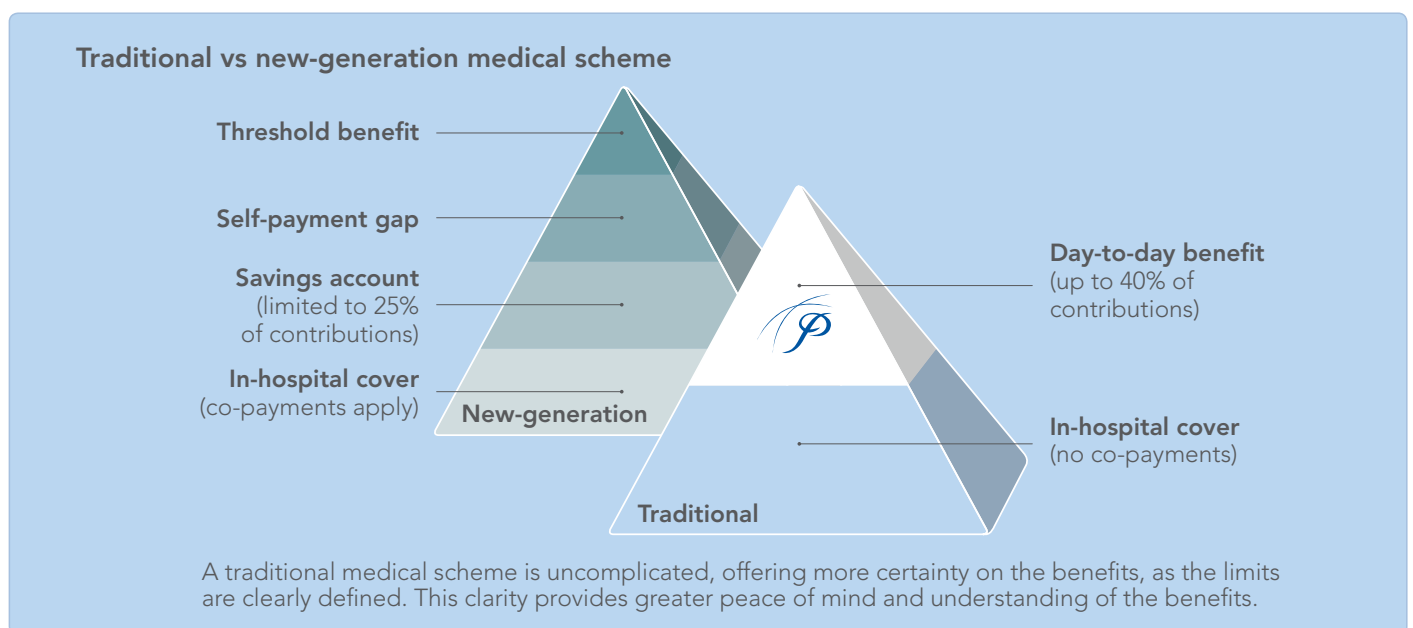 Traditional vs new-generation medical scheme
Threshold benefit
Self-payment gap
Savings account
(limited to 25%
of contributions)
In-hospital cover
(co-payments apply)
New-generation
Day-to-day benefit
(up to 40% of
contributions)
In-hospital cover
(no co-payments)
Traditional
A traditional medical scheme is uncomplicated, offering more certainty on the benefits, as the limits
are clearly defined. This clarity provides greater peace of mind and understanding of the benefits.